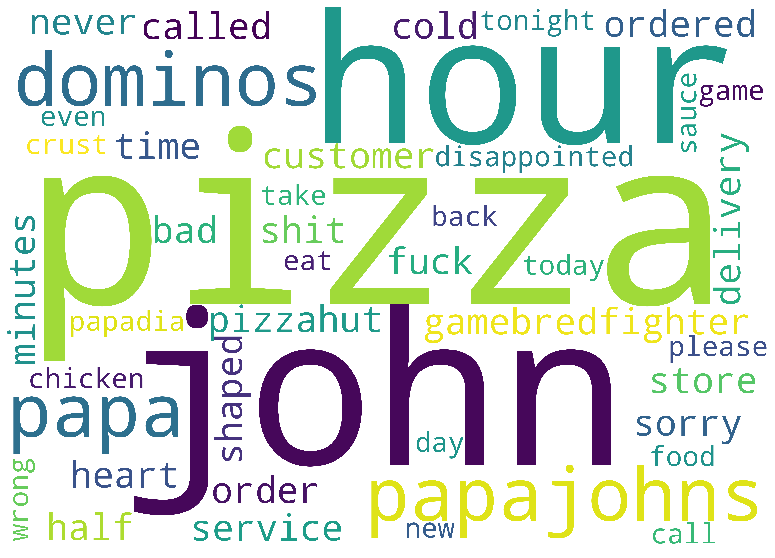 never called cold tonight ordered
dominos hour sauce game
even
crust time customer disappointed
pizza delivery
take
bad shit back
eat fuck today
minutes
papadia pizzahut gamebredfighter
john please
chicken shaped store
papa day sorry
wrong heart order food
papajohns
half service new call